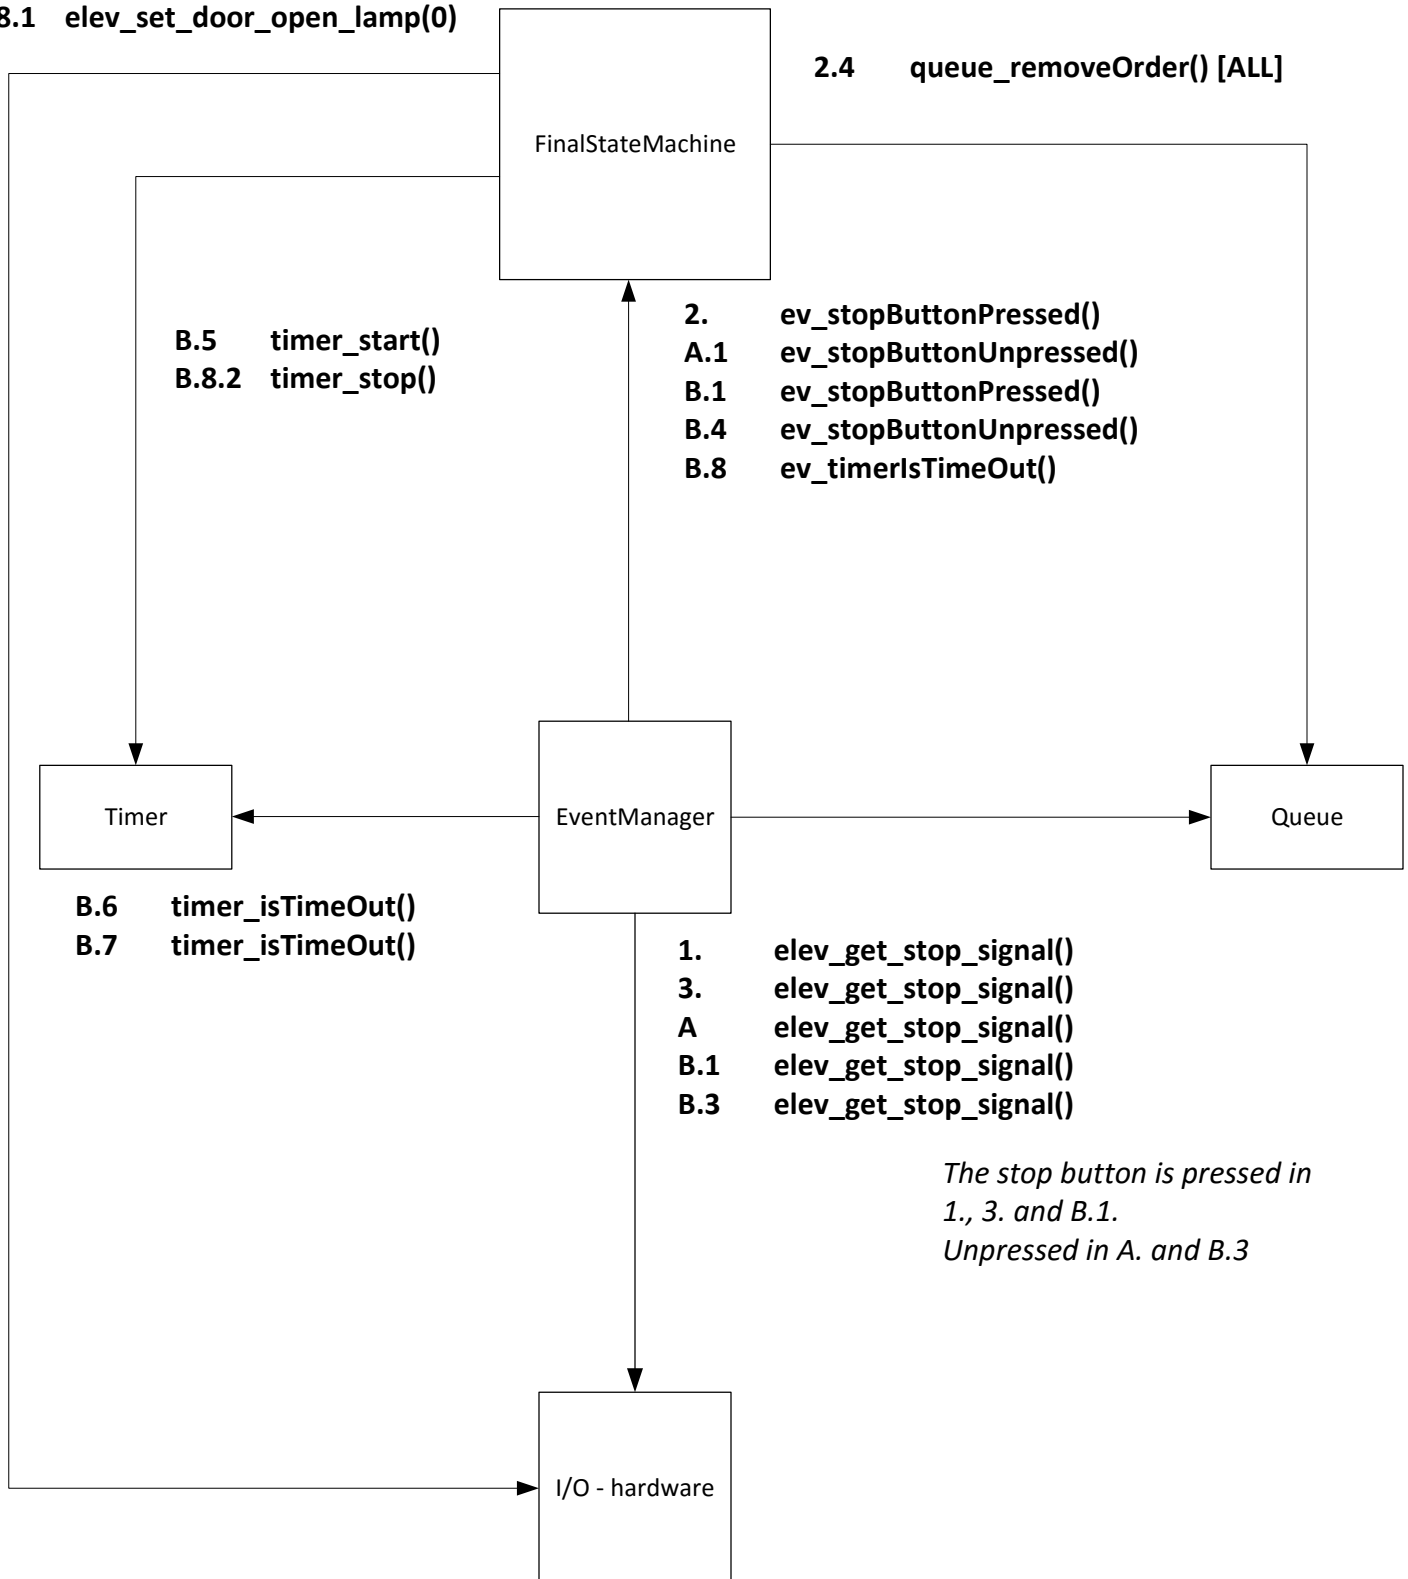 8.1 elev_set_door_open_lamp(0)
2.4 queue_removeOrder() [ALL]
FinalStateMachine
B.5 timer_start()
B.8.2 timer_stop()
2. ev_stopButtonPressed()
A.1 ev_stopButtonUnpressed()
B.1 ev_stopButtonPressed()
B.4 ev_stopButtonUnpressed()
B.8 ev_timerIsTimeOut()
Timer
EventManager
Queue
B.6 timer_isTimeOut()
B.7 timer_isTimeOut()
1. elev_get_stop_signal()
3. elev_get_stop_signal()
A elev_get_stop_signal()
B.1 elev_get_stop_signal()
B.3 elev_get_stop_signal()
The stop button is pressed in
1., 3. and B.1.
Unpressed in A. and B.3
I/O - hardware